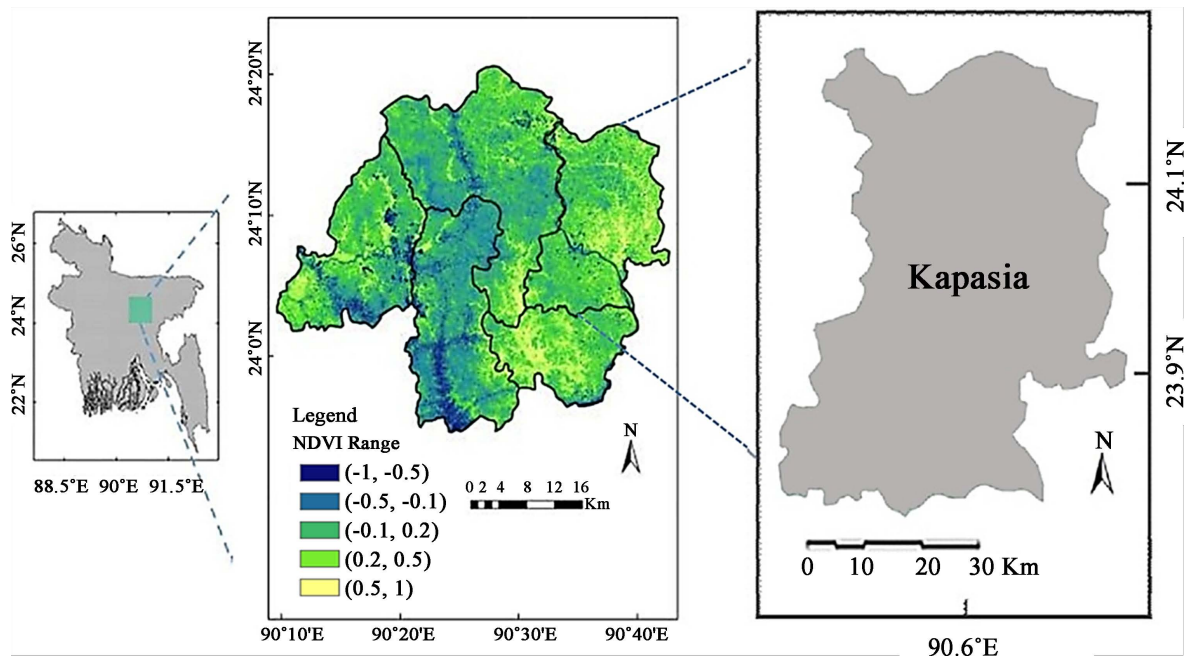 26°N
24°N
22°N
88.5°E 90°E 91.5°E
24°20'N
24°10'N
24°0'N
Legend
NDVI Range
(-1, -0.5)
(-0.5, -0.1)
(-0.1, 0.2)
(0.2, 0.5)
(0.5, 1)
N
0 2 4 8 12 16
Km
90°10'E 90°20'E 90°30'E 90°40'E
Kapasia
24.1°N
23.9°N
N
0 10 20 30 Km
90.6°E